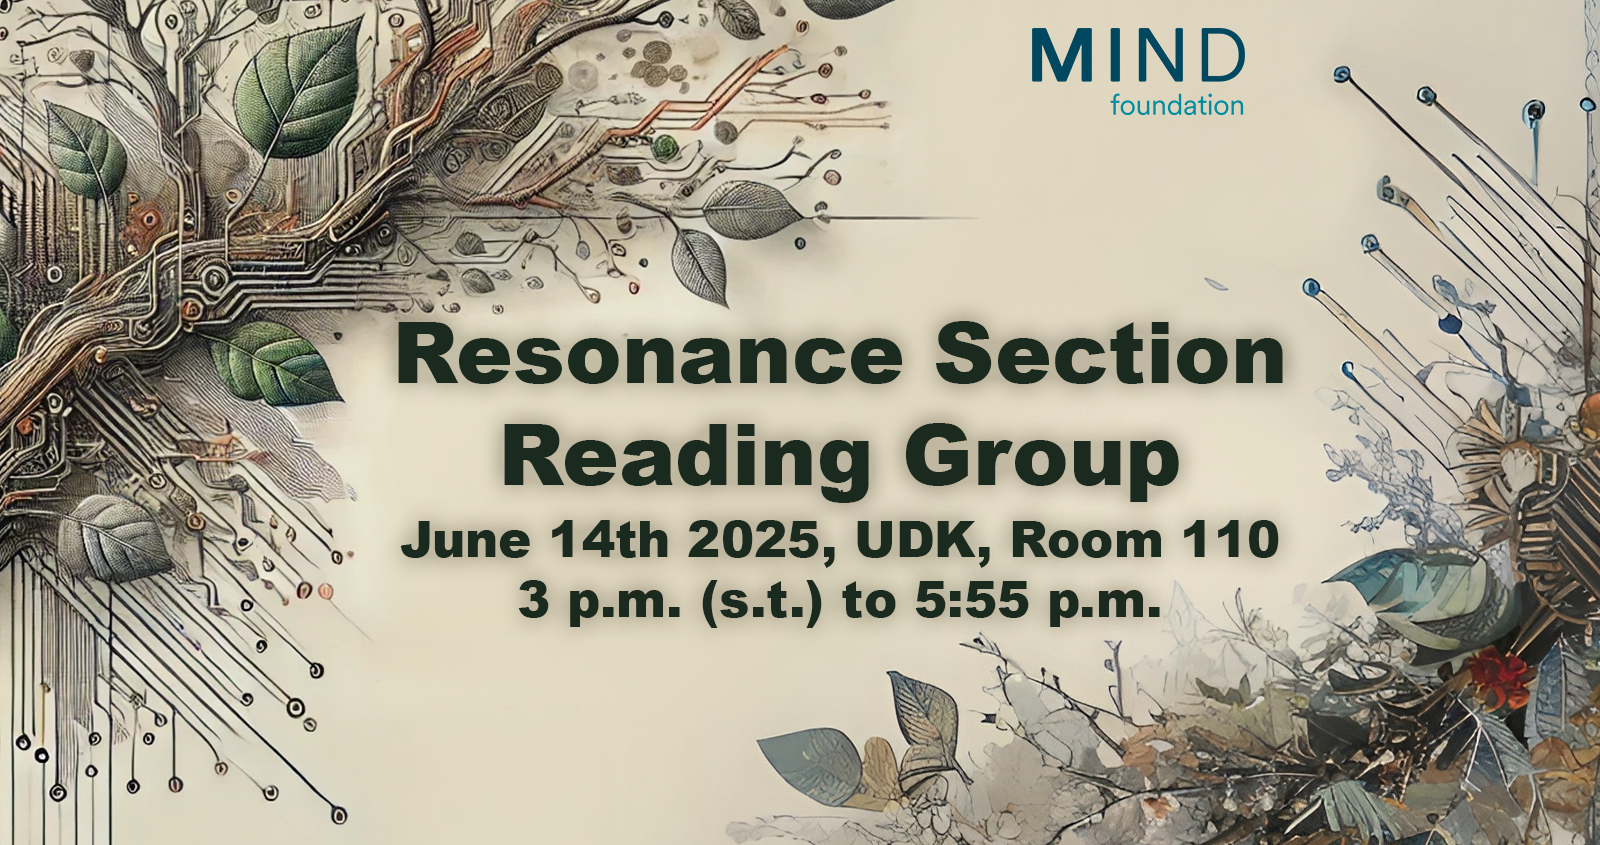 MIND
foundation
Resonance Section
Reading Group
June 14th 2025, UDK, Room 110
3 p.m. (s.t.) to 5:55 p.m.